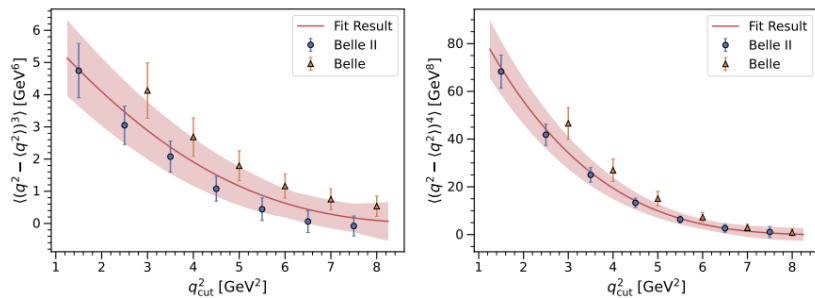 Fit Result
Belle II
Belle
⟨(q² − ⟨q²⟩)³⟩ [GeV⁶]
6
5
4
3
2
1
0
1 2 3 4 5 6 7 8
q²cut [GeV²]
Fit Result
Belle II
Belle
⟨(q² − ⟨q²⟩)⁴⟩ [GeV⁸]
80
60
40
20
0
1 2 3 4 5 6 7 8
q²cut [GeV²]